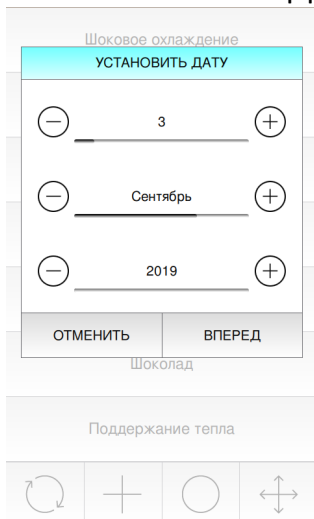 Шоковое охлаждение
УСТАНОВИТЬ ДАТУ
3
Сентябрь
2019
ОТМЕНИТЬ ВПЕРЕД
Шоколад
Поддержание тепла